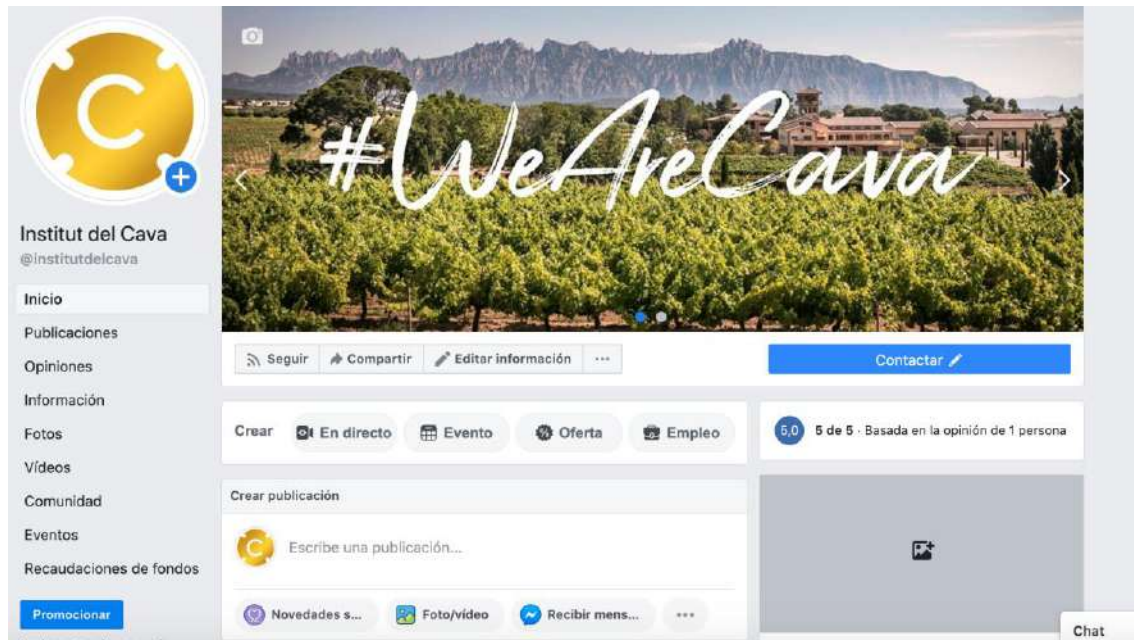 C
#WeAreCava
Institut del Cava
@institutdelcava
Inicio
Publicaciones
Opiniones
Información
Fotos
Vídeos
Comunidad
Eventos
Recaudaciones de fondos
Promocionar
Seguir Compartir Editar información ...
Contactar
Crear En directo Evento Oferta Empleo
5,0 5 de 5 · Basada en la opinión de 1 persona
Crear publicación
C Escribe una publicación...
Novedades s... Foto/vídeo Recibir mens... ...
Chat